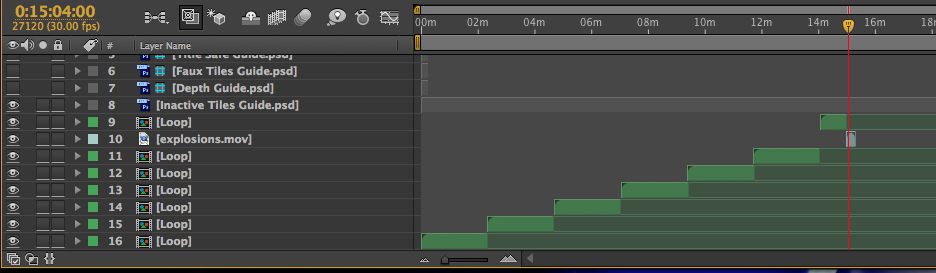 0:15:04:00
27120 (30.00 fps)
00m 02m 04m 06m 08m 10m 12m 14m 16m 18m
# Layer Name
5 [Title Safe Guide.psd]
6 [Faux Tiles Guide.psd]
7 [Depth Guide.psd]
8 [Inactive Tiles Guide.psd]
9 [Loop]
10 [explosions.mov]
11 [Loop]
12 [Loop]
13 [Loop]
14 [Loop]
15 [Loop]
16 [Loop]